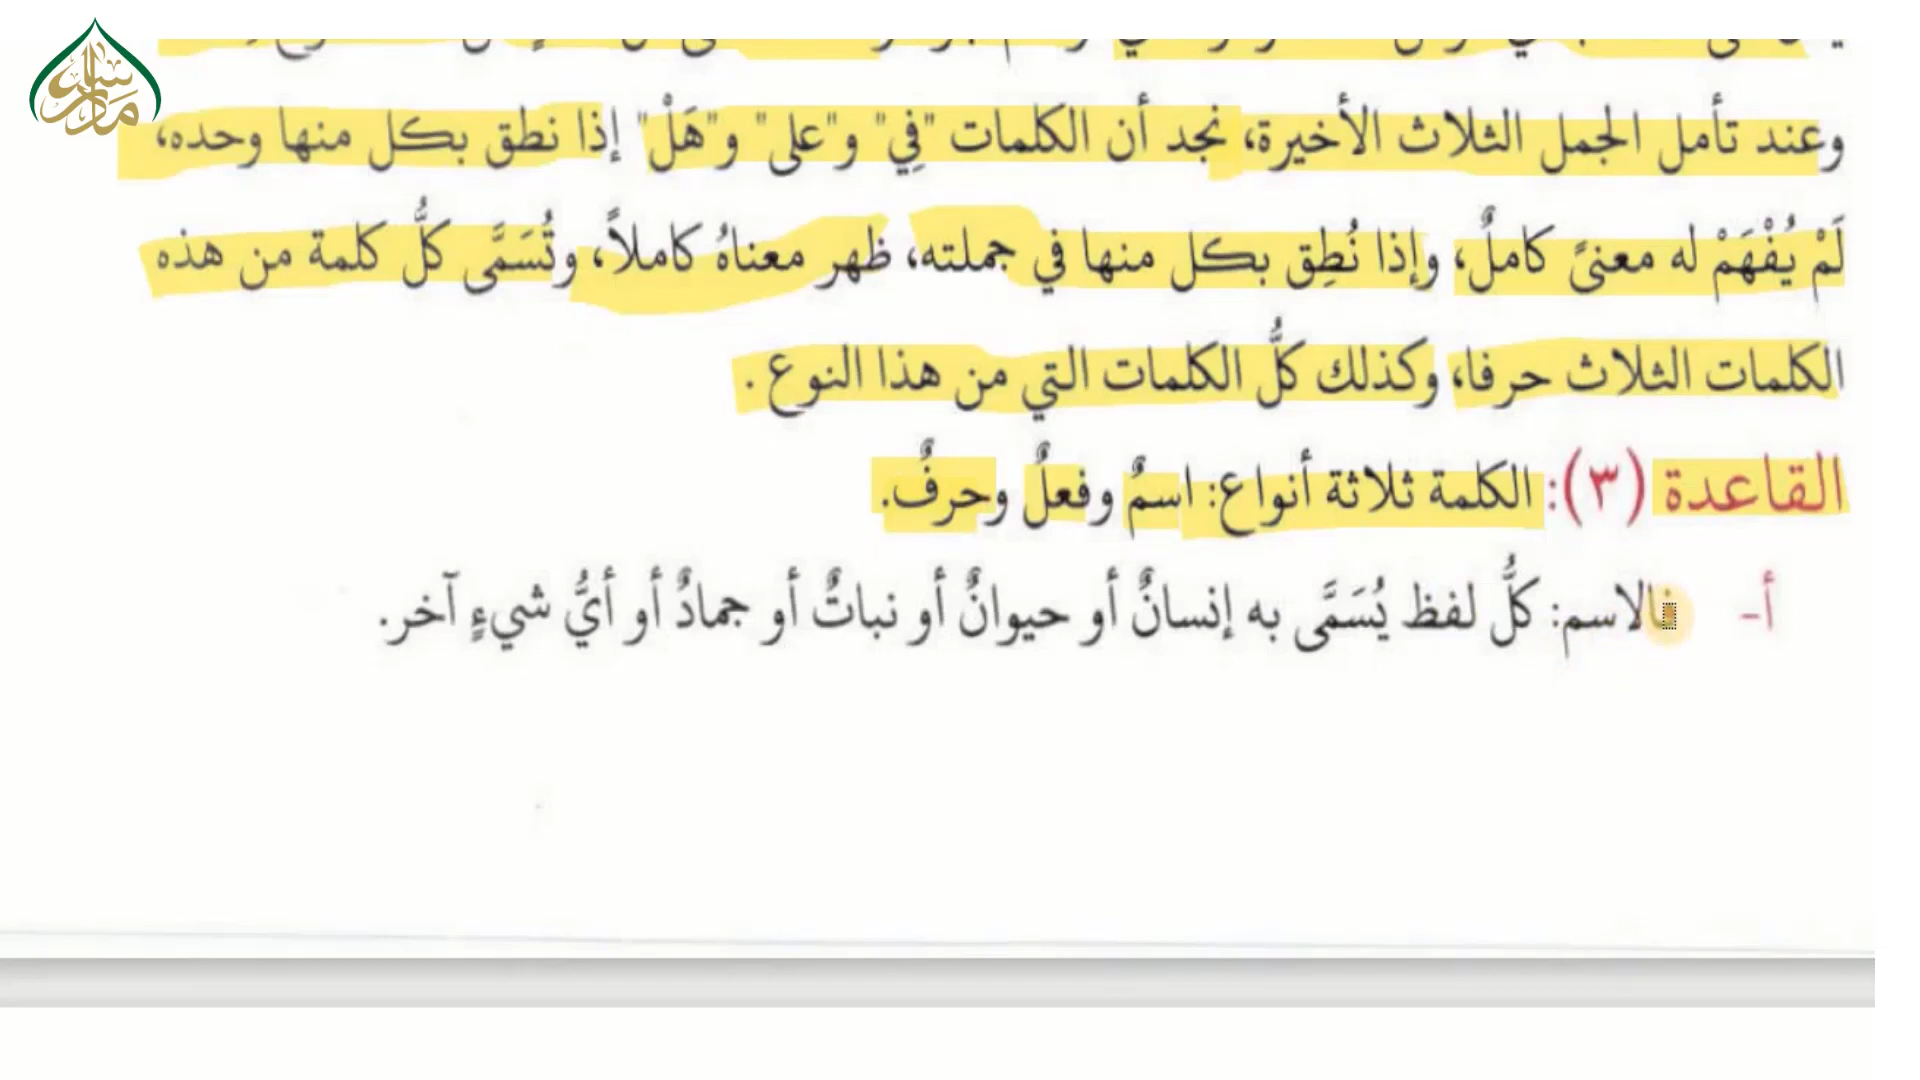 وعند تأمل الجمل الثلاث الأخيرة، نجد أن الكلمات "فِي" و"على" و"هَلْ" إذا نطق بكل منها وحده،
لَمْ يُفْهَمْ له معنىً كاملٌ، وإذا نُطِق بكل منها في جملته، ظهر معناهُ كاملاً، وتُسَمَّى كلُّ كلمة من هذه
الكلمات الثلاث حرفا، وكذلك كلُّ الكلمات التي من هذا النوع .
القاعدة (٣): الكلمة ثلاثة أنواع: اسمٌ وفعلٌ وحرفٌ.
أ- فالاسم: كلُّ لفظ يُسَمَّى به إنسانٌ أو حيوانٌ أو نباتٌ أو جمادٌ أو أيُّ شيءٍ آخر.